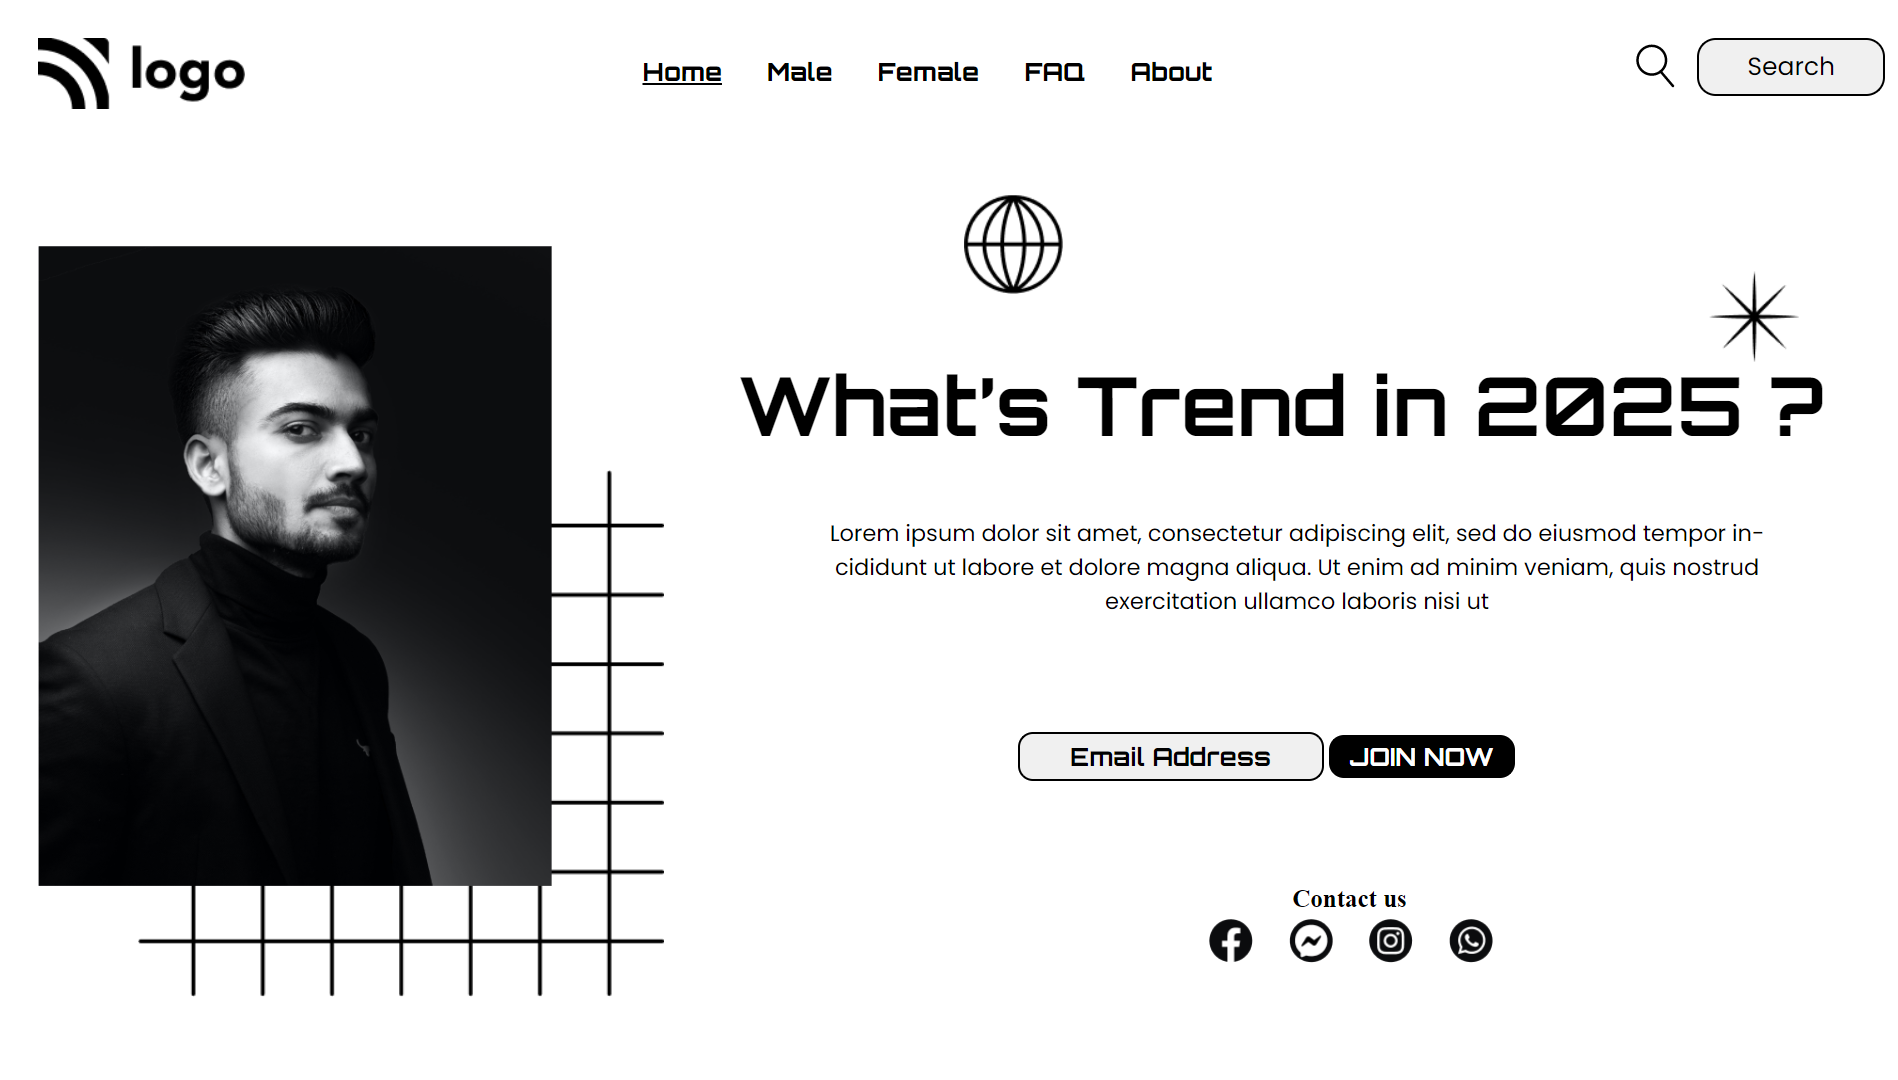 logo
Home Male Female FAQ About
Search
What's Trend in 2025 ?
Lorem ipsum dolor sit amet, consectetur adipiscing elit, sed do eiusmod tempor in-
cididunt ut labore et dolore magna aliqua. Ut enim ad minim veniam, quis nostrud
exercitation ullamco laboris nisi ut
Email Address JOIN NOW
Contact us